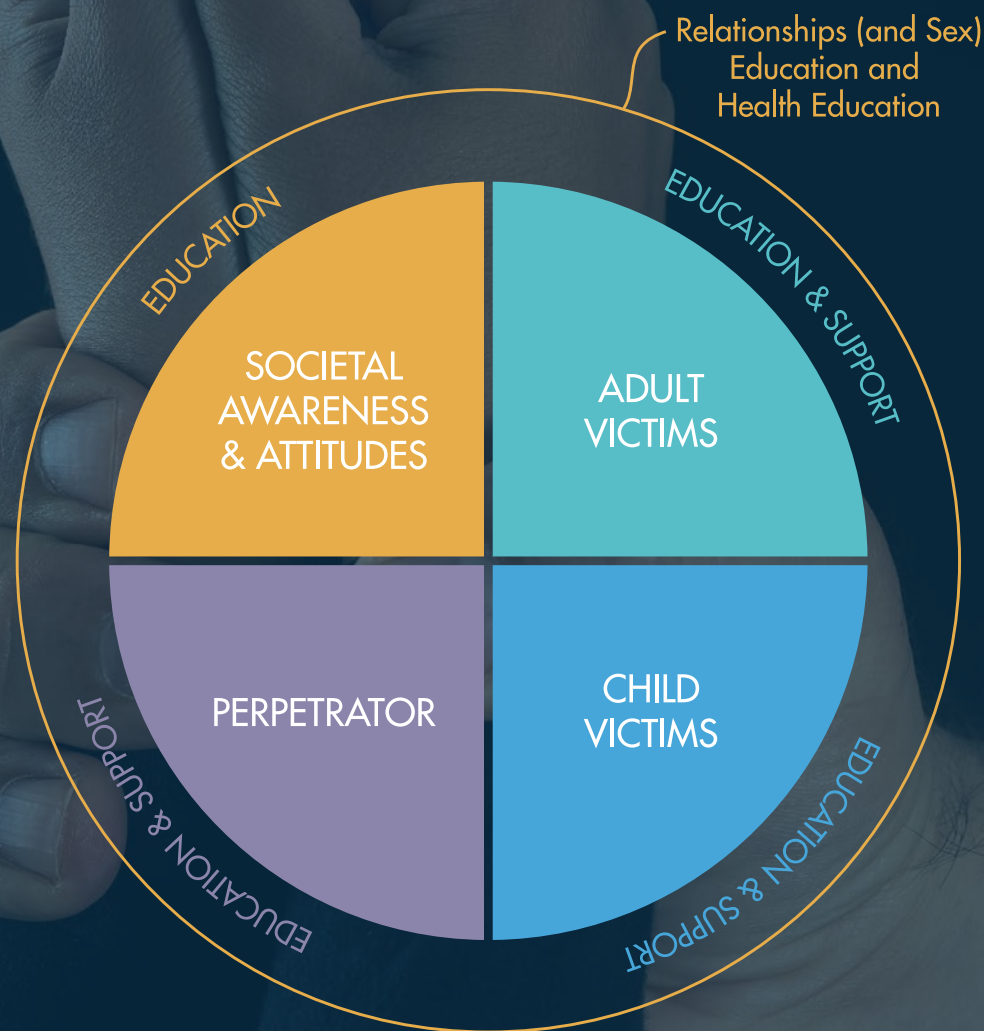 Relationships (and Sex)
Education and
Health Education
EDUCATION
EDUCATION & SUPPORT
SOCIETAL
AWARENESS
& ATTITUDES
ADULT
VICTIMS
PERPETRATOR
CHILD
VICTIMS
EDUCATION & SUPPORT
EDUCATION & SUPPORT